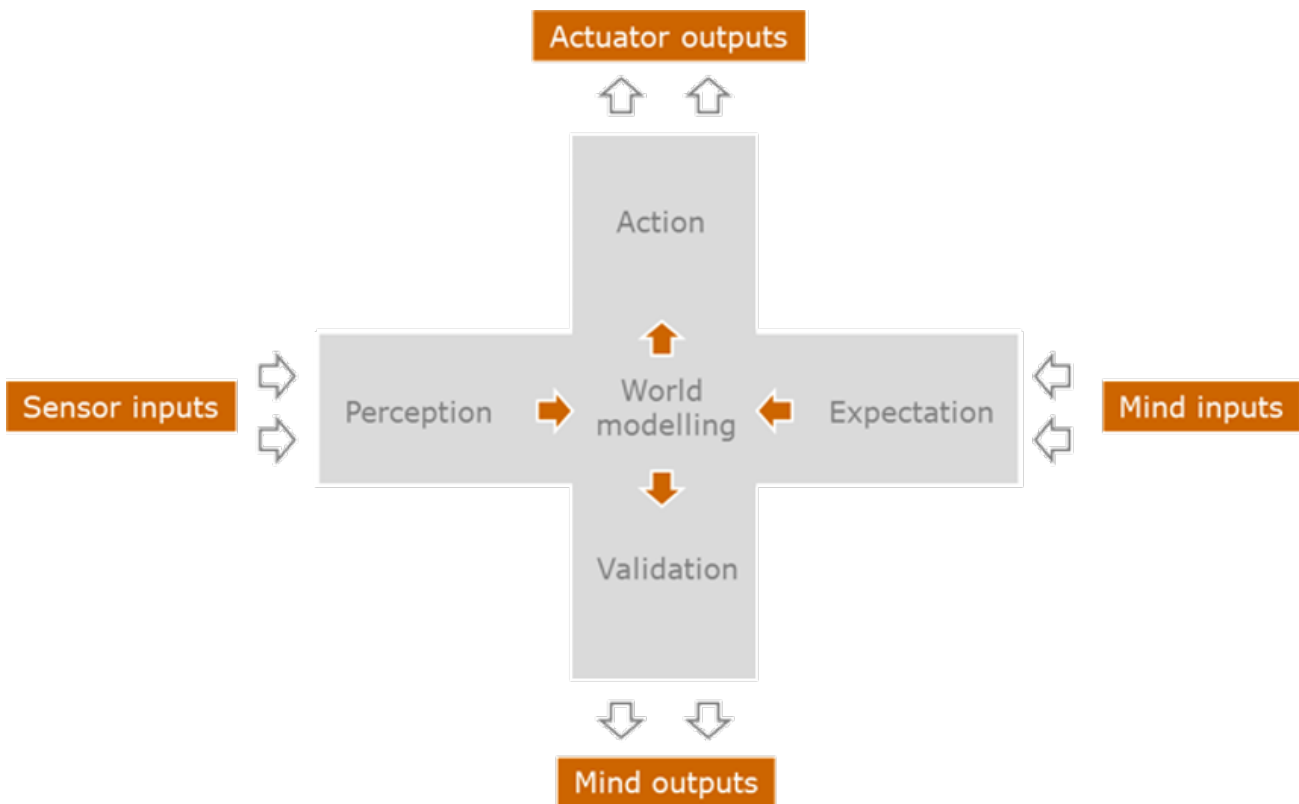 Actuator outputs
Action
Sensor inputs
Perception
World
modelling
Expectation
Mind inputs
Validation
Mind outputs